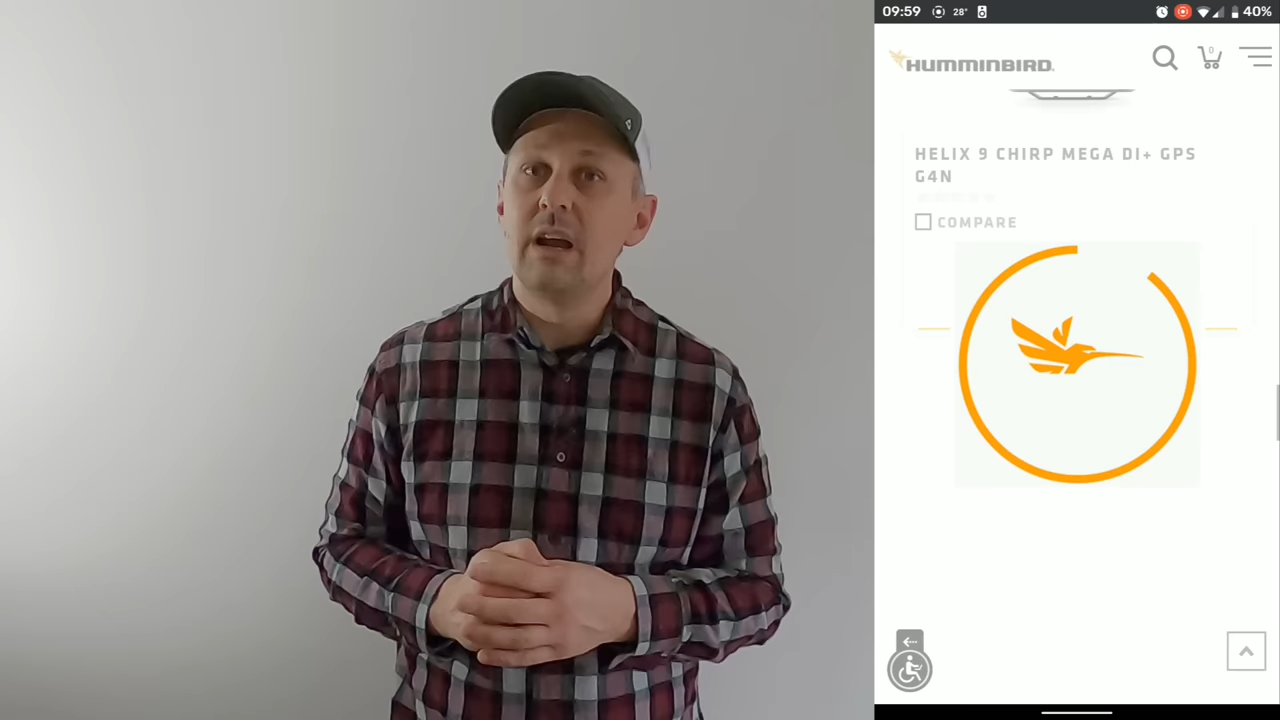 09:59 28° 40%
HUMMINBIRD. 0
HELIX 9 CHIRP MEGA DI+ GPS
G4N
COMPARE